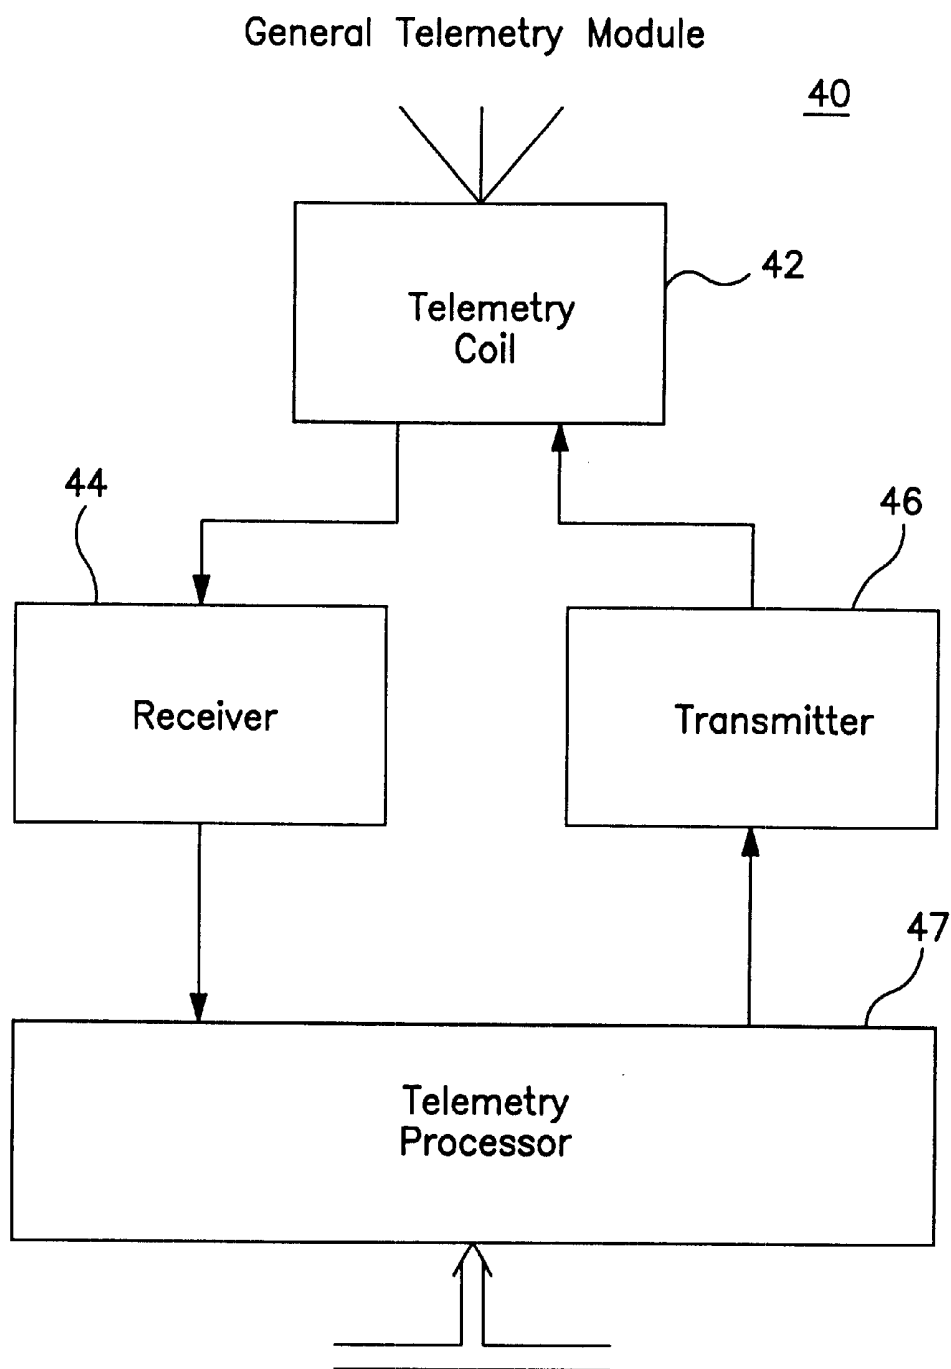 General Telemetry Module
40
42
Telemetry
Coil
44
46
Receiver
Transmitter
47
Telemetry
Processor